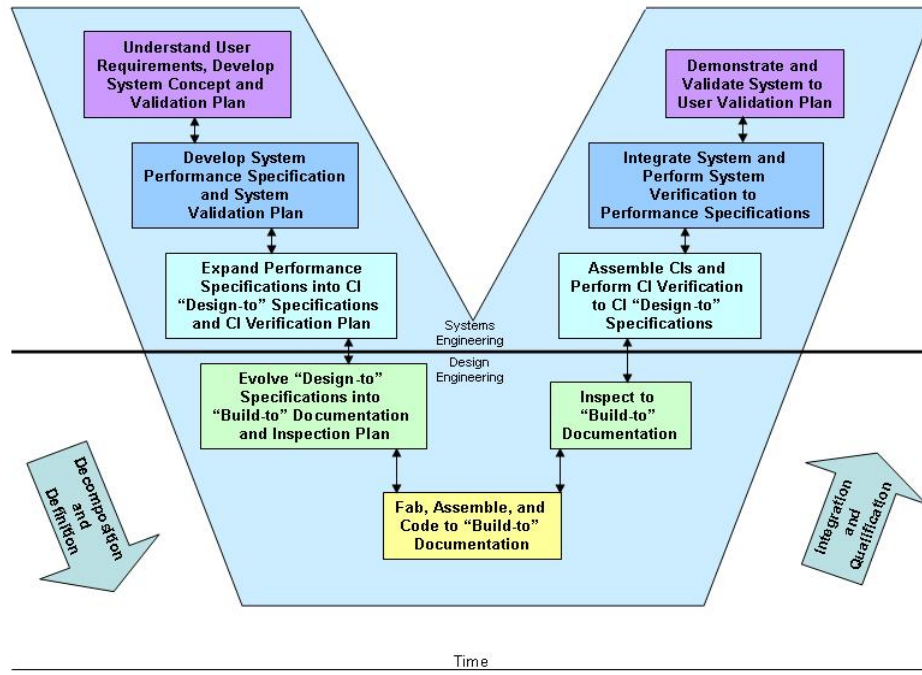 Understand User
Requirements, Develop
System Concept and
Validation Plan
Demonstrate and
Validate System to
User Validation Plan
Develop System
Performance Specification
and System
Validation Plan
Integrate System and
Perform System
Verification to
Performance Specifications
Expand Performance
Specifications into CI
“Design-to” Specifications
and CI Verification Plan
Assemble CIs and
Perform CI Verification
to CI “Design-to”
Specifications
Systems
Engineering
Design
Engineering
Evolve “Design-to”
Specifications into
“Build-to” Documentation
and Inspection Plan
Inspect to
“Build-to”
Documentation
Fab, Assemble, and
Code to “Build-to”
Documentation
Decomposition
and
Definition
Integration
and
Qualification
Time